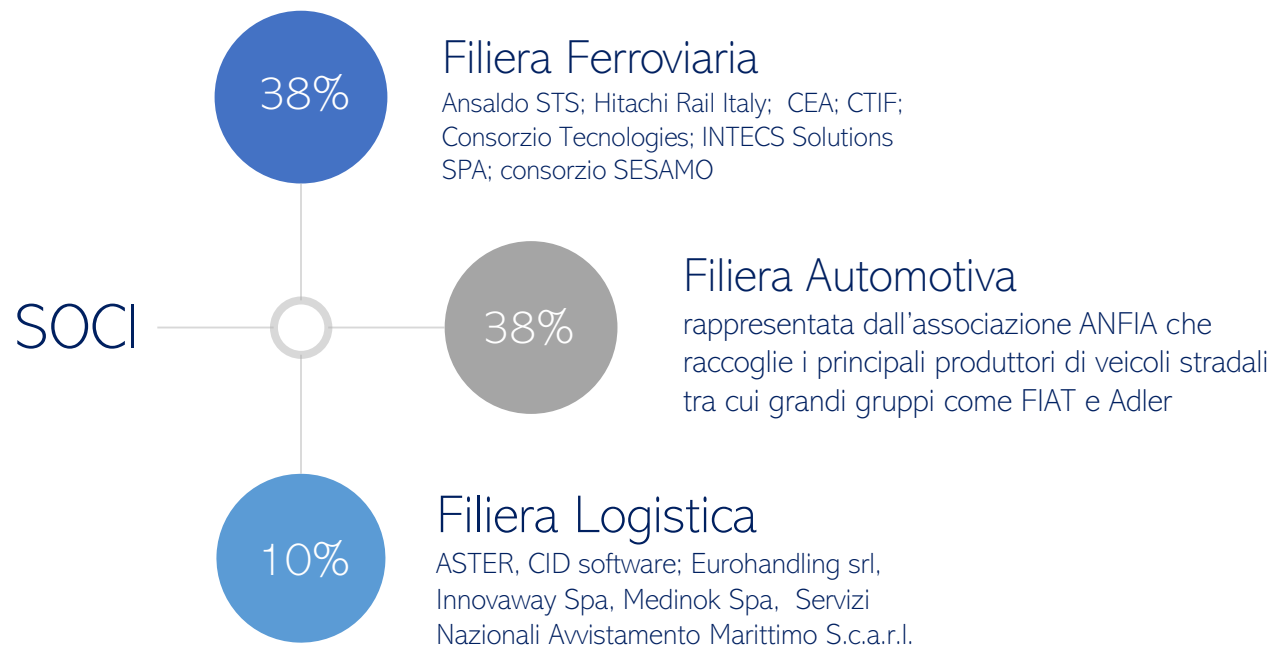 38%
Filiera Ferroviaria
Ansaldo STS; Hitachi Rail Italy; CEA; CTIF;
Consorzio Tecnologies; INTECS Solutions
SPA; consorzio SESAMO
SOCI
38%
Filiera Automotiva
rappresentata dall'associazione ANFIA che
raccoglie i principali produttori di veicoli stradali
tra cui grandi gruppi come FIAT e Adler
10%
Filiera Logistica
ASTER, CID software; Eurohandling srl,
Innovaway Spa, Medinok Spa, Servizi
Nazionali Avvistamento Marittimo S.c.a.r.l.